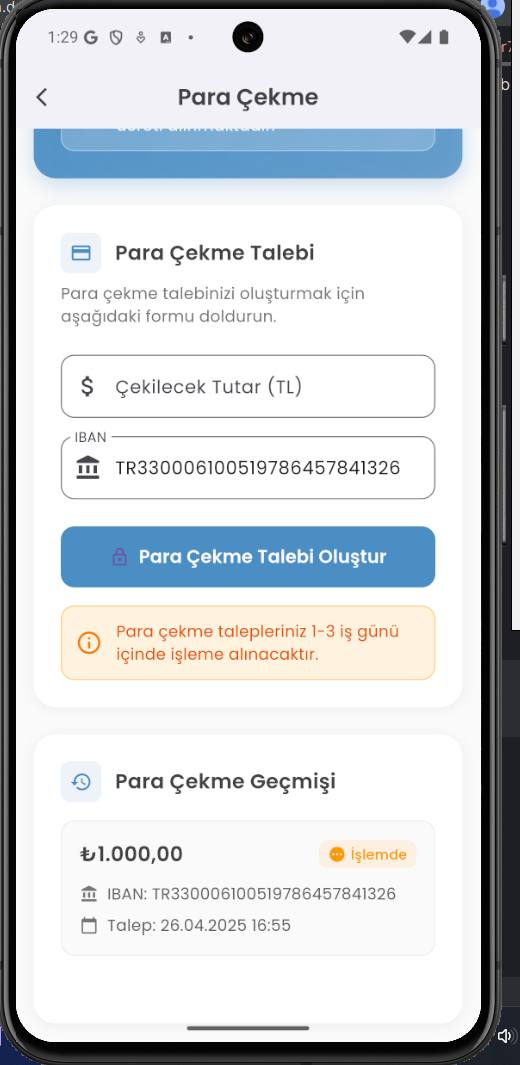 1:29
Para Çekme
ücreti alınmaktadır
Para Çekme Talebi
Para çekme talebinizi oluşturmak için
aşağıdaki formu doldurun.
$ Çekilecek Tutar (TL)
IBAN
TR330006100519786457841326
Para Çekme Talebi Oluştur
Para çekme talepleriniz 1-3 iş günü
içinde işleme alınacaktır.
Para Çekme Geçmişi
₺1.000,00
İşlemde
IBAN: TR330006100519786457841326
Talep: 26.04.2025 16:55